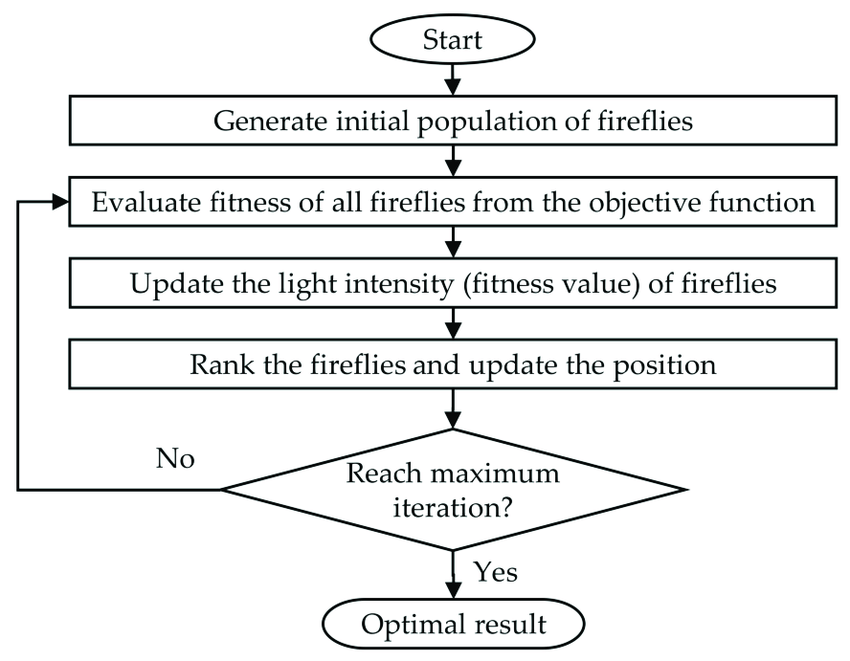 Start
Generate initial population of fireflies
Evaluate fitness of all fireflies from the objective function
Update the light intensity (fitness value) of fireflies
Rank the fireflies and update the position
No
Reach maximum
iteration?
Yes
Optimal result